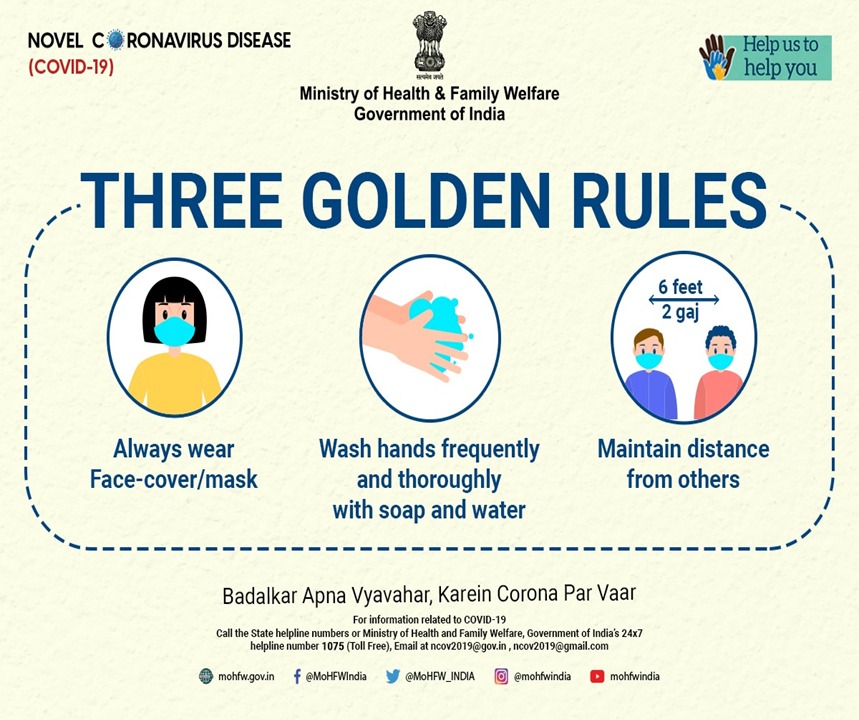 NOVEL CORONAVIRUS DISEASE
(COVID-19)
सत्यमेव जयते
Ministry of Health & Family Welfare
Government of India
Help us to
help you
THREE GOLDEN RULES
Always wear
Face-cover/mask
Wash hands frequently
and thoroughly
with soap and water
6 feet
2 gaj
Maintain distance
from others
Badalkar Apna Vyavahar, Karein Corona Par Vaar
For information related to COVID-19
Call the State helpline numbers or Ministry of Health and Family Welfare, Government of India's 24x7
helpline number 1075 (Toll Free), Email at ncov2019@gov.in , ncov2019@gmail.com
mohfw.gov.in @MoHFWIndia @MoHFW_INDIA @mohfwindia mohfwindia